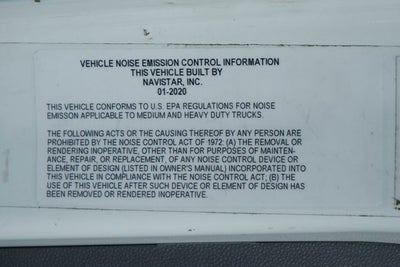 VEHICLE NOISE EMISSION CONTROL INFORMATION
THIS VEHICLE BUILT BY
NAVISTAR, INC.
01-2020
THIS VEHICLE CONFORMS TO U.S. EPA REGULATIONS FOR NOISE
EMISSON APPLICABLE TO MEDIUM AND HEAVY DUTY TRUCKS.
THE FOLLOWING ACTS OR THE CAUSING THEREOF BY ANY PERSON ARE
PROHIBITED BY THE NOISE CONTROL ACT OF 1972: (A) THE REMOVAL OR
RENDERING INOPERATIVE, OTHER THAN FOR PURPOSES OF MAINTEN-
ANCE, REPAIR, OR REPLACEMENT, OF ANY NOISE CONTROL DEVICE OR
ELEMENT OF DESIGN (LISTED IN OWNER'S MANUAL) INCORPORATED INTO
THIS VEHICLE IN COMPLIANCE WITH THE NOISE CONTROL ACT; (B) THE
USE OF THIS VEHICLE AFTER SUCH DEVICE OR ELEMENT OF DESIGN HAS
BEEN REMOVED OR RENDERED INOPERATIVE.